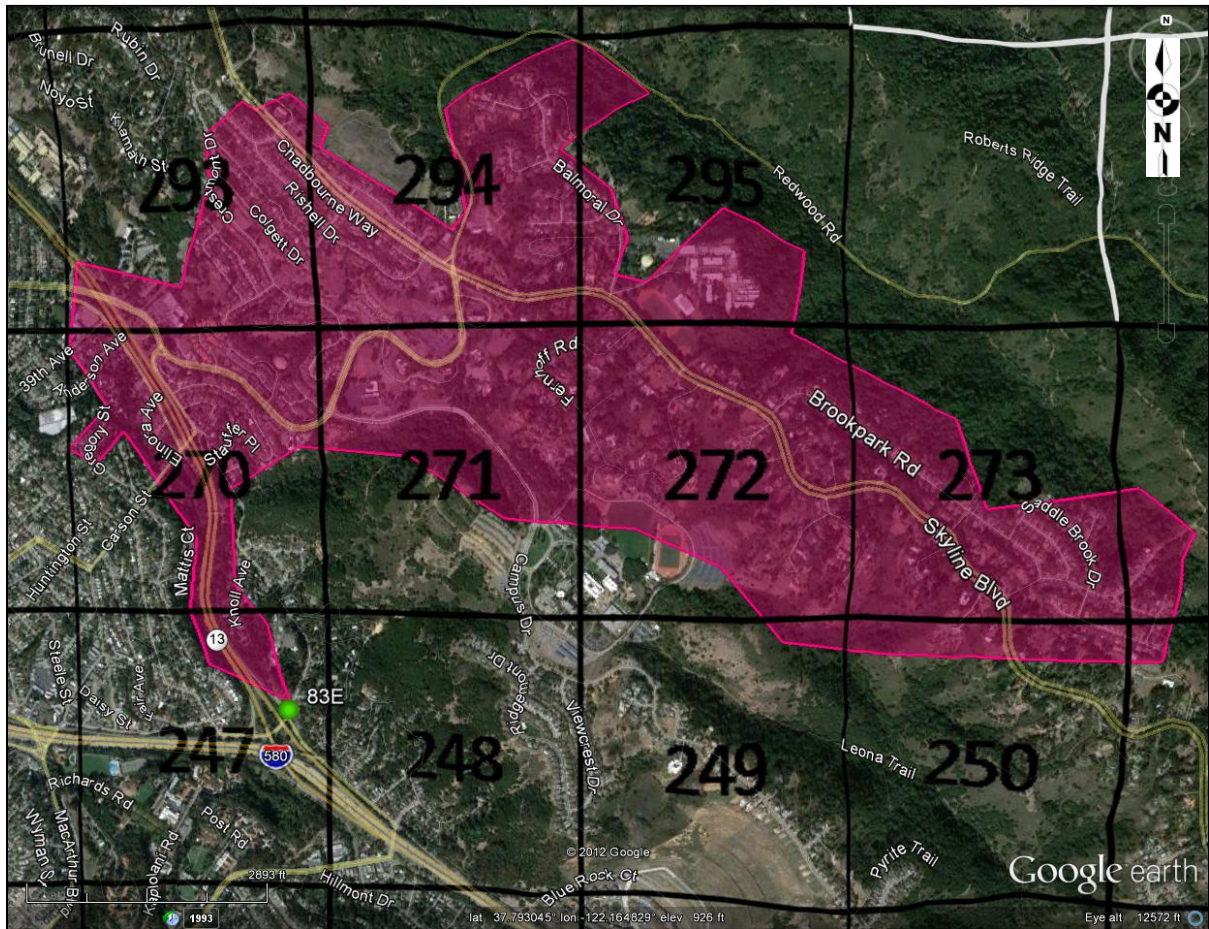 N
Rubin Dr
Brunell Dr
Noyo St
Klamath St
N
Roberts Ridge Trail
293
294
295
Crestmont Dr
Chadbourne Way
Rishell Dr
Colgett Dr
Balmoral Dr
Redwood Rd
39th Ave
Anderson Ave
Fernhoff Rd
Gregory St
Elinora Ave
Stauffer Pl
Brookpark Rd
270
271
272
273
Saddle Brook Dr
Huntington St
Carson St
Mattis Ct
Knoll Ave
Campus Dr
Skyline Blvd
13
Steele St
Daisy St
Fair Ave
83E
Ridgemont Dr
Viewcrest Dr
247
580
248
249
Leona Trail
250
Richards Rd
Post Rd
Wyman St
MacArthur Blvd
Kapiolani Rd
Hillmont Dr
© 2012 Google
Blue Rock Ct
Pyrite Trail
Google earth
2893 ft
1993
lat 37.793045° lon -122.164829° elev 926 ft
Eye alt 12572 ft